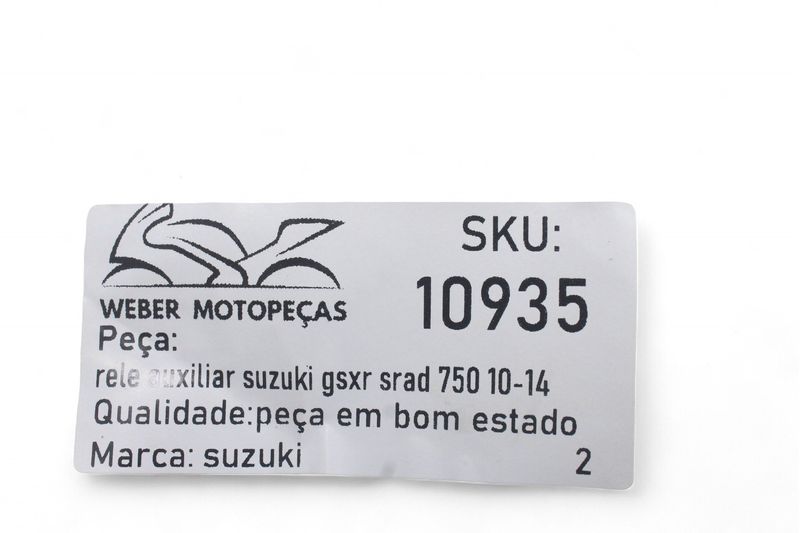 SKU:
10935
WEBER MOTOPEÇAS
Peça:
rele auxiliar suzuki gsxr srad 750 10-14
Qualidade:peça em bom estado
Marca: suzuki 2